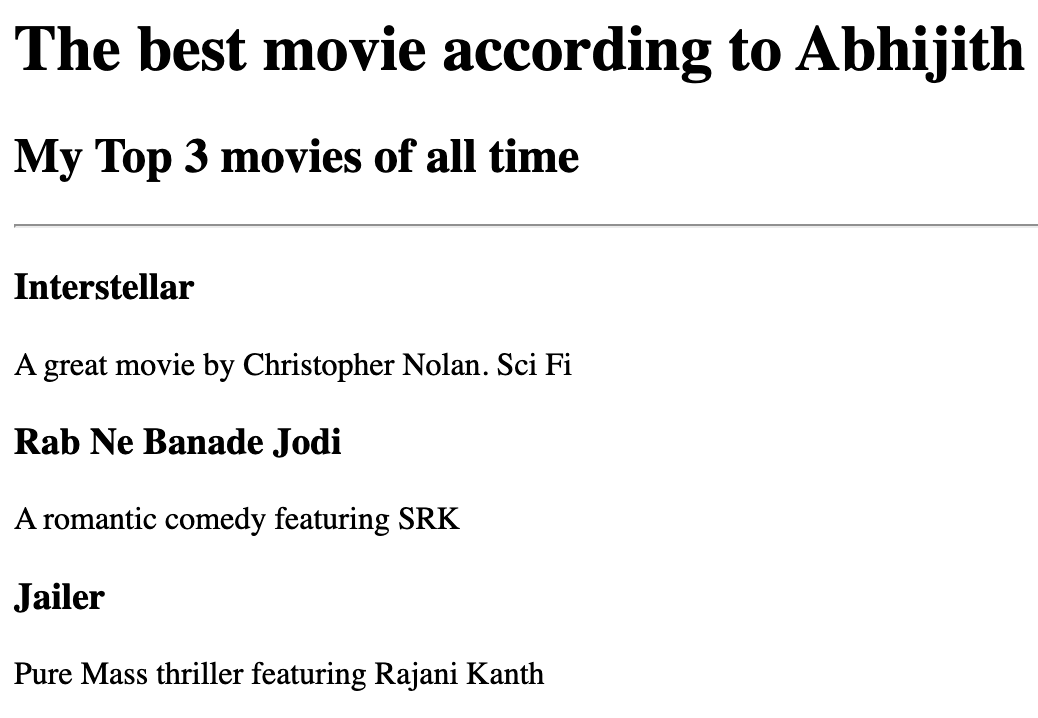 The best movie according to Abhijith
My Top 3 movies of all time
Interstellar
A great movie by Christopher Nolan. Sci Fi
Rab Ne Banade Jodi
A romantic comedy featuring SRK
Jailer
Pure Mass thriller featuring Rajani Kanth